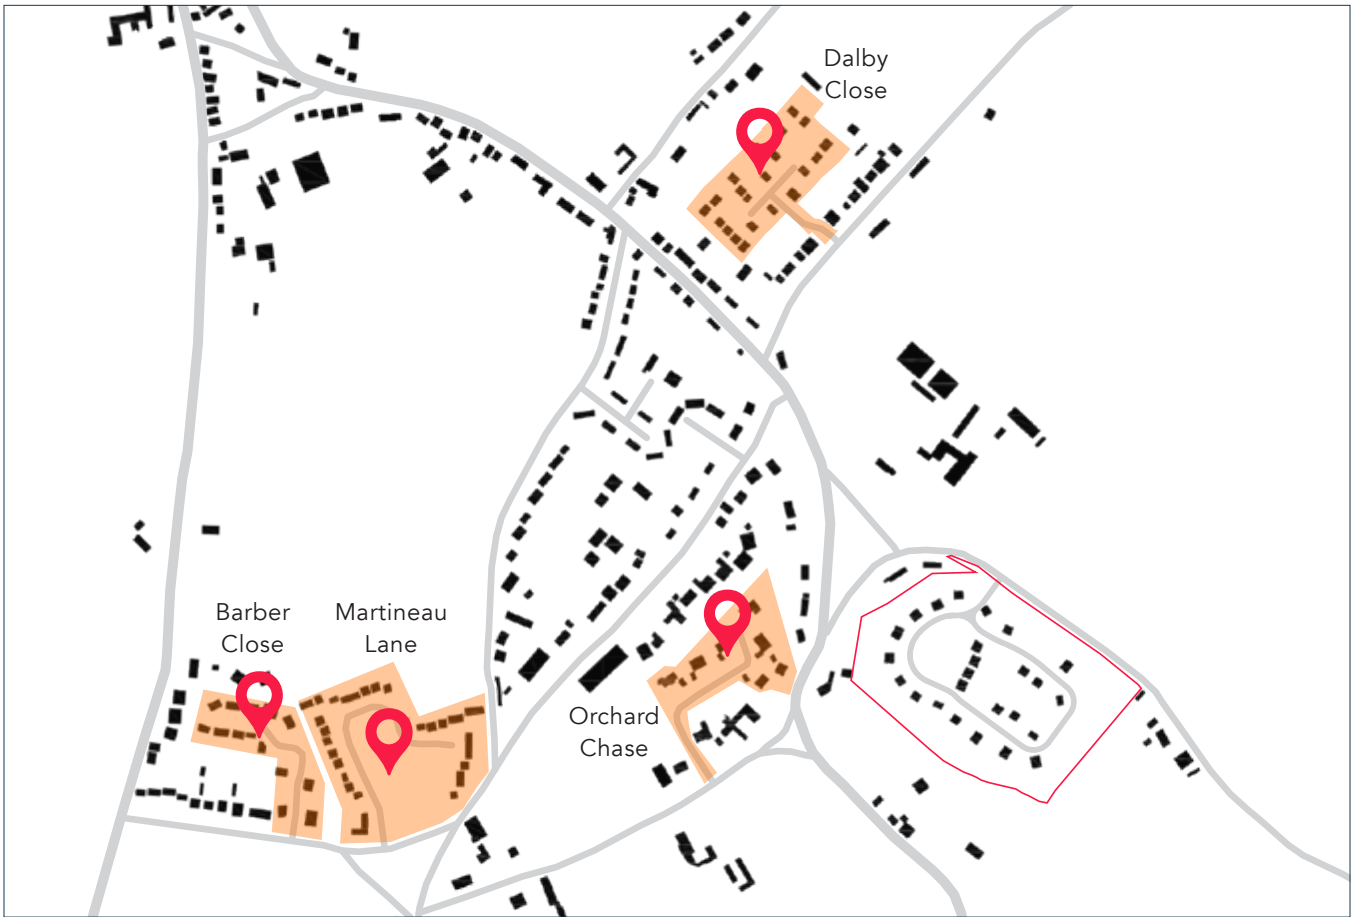 Dalby
Close
Barber
Close
Martineau
Lane
Orchard
Chase